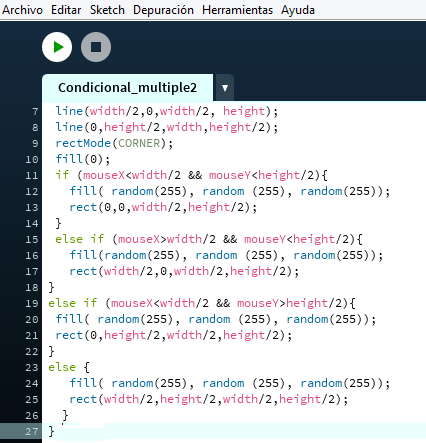 Archivo Editar Sketch Depuración Herramientas Ayuda
Condicional_multiple2 ▼
7 line(width/2,0,width/2, height);
8 line(0,height/2,width,height/2);
9 rectMode(CORNER);
10 fill(0);
11 if (mouseX<width/2 && mouseY<height/2){
12 fill( random(255), random (255), random(255));
13 rect(0,0,width/2,height/2);
14 }
15 else if (mouseX>width/2 && mouseY<height/2){
16 fill(random(255), random (255), random(255));
17 rect(width/2,0,width/2,height/2);
18 }
19 else if (mouseX<width/2 && mouseY>height/2){
20 fill( random(255), random (255), random(255));
21 rect(0,height/2,width/2,height/2);
22 }
23 else {
24 fill( random(255), random (255), random(255));
25 rect(width/2,height/2,width/2,height/2);
26 }
27 }